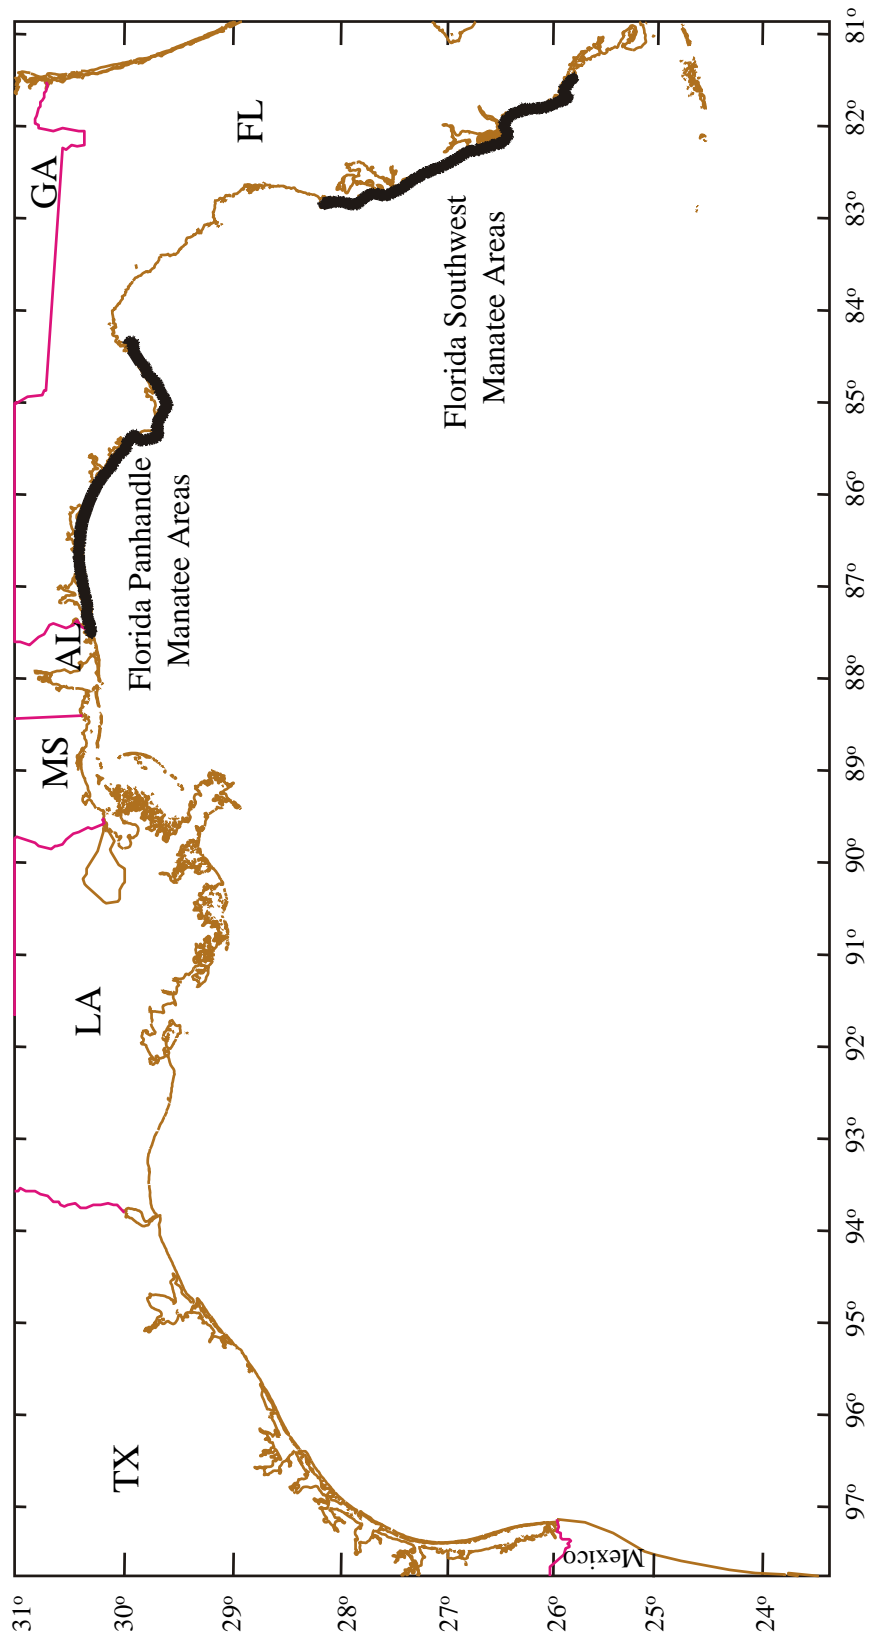 31°
30°
29°
28°
27°
26°
25°
24°
97°
96°
95°
94°
93°
92°
91°
90°
89°
88°
87°
86°
85°
84°
83°
82°
81°
TX
LA
MS
AL
GA
FL
Mexico
Florida Panhandle
Manatee Areas
Florida Southwest
Manatee Areas